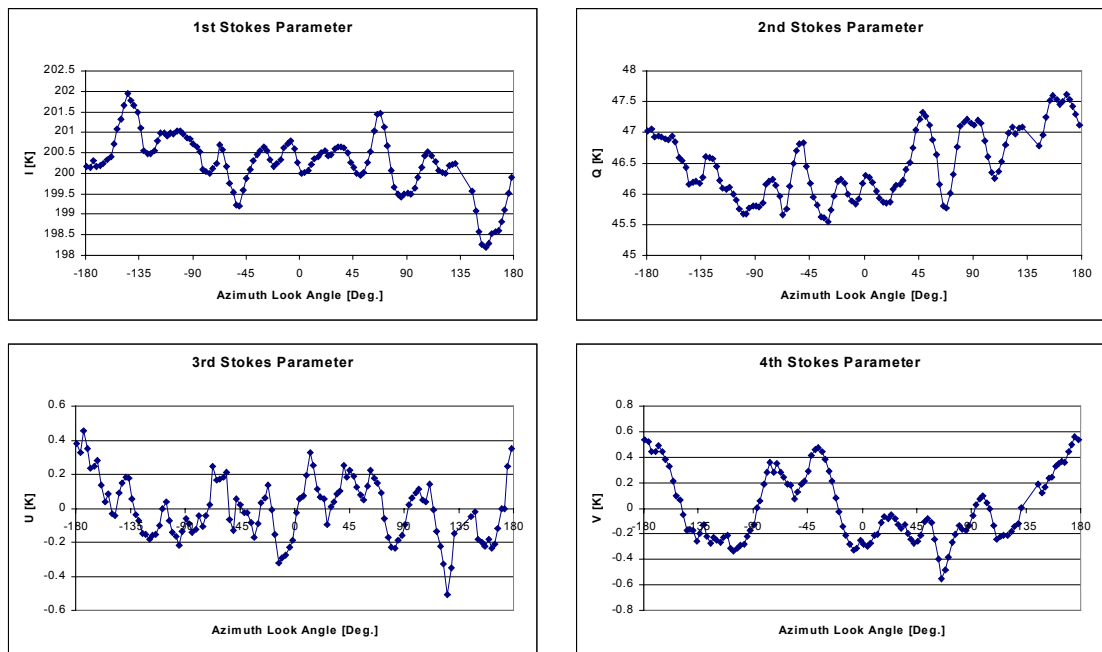 1st Stokes Parameter
202.5
202
201.5
201
200.5
200
199.5
199
198.5
198
I [K]
-180 -135 -90 -45 0 45 90 135 180
Azimuth Look Angle [Deg.]
2nd Stokes Parameter
48
47.5
47
46.5
46
45.5
45
Q [K]
-180 -135 -90 -45 0 45 90 135 180
Azimuth Look Angle [Deg.]
3rd Stokes Parameter
0.6
0.4
0.2
0
-0.2
-0.4
-0.6
U [K]
-180 -135 -90 -45 0 45 90 135 180
Azimuth Look Angle [Deg.]
4th Stokes Parameter
0.8
0.6
0.4
0.2
0
-0.2
-0.4
-0.6
-0.8
V [K]
-180 -135 -90 -45 0 45 90 135 180
Azimuth Look Angle [Deg.]